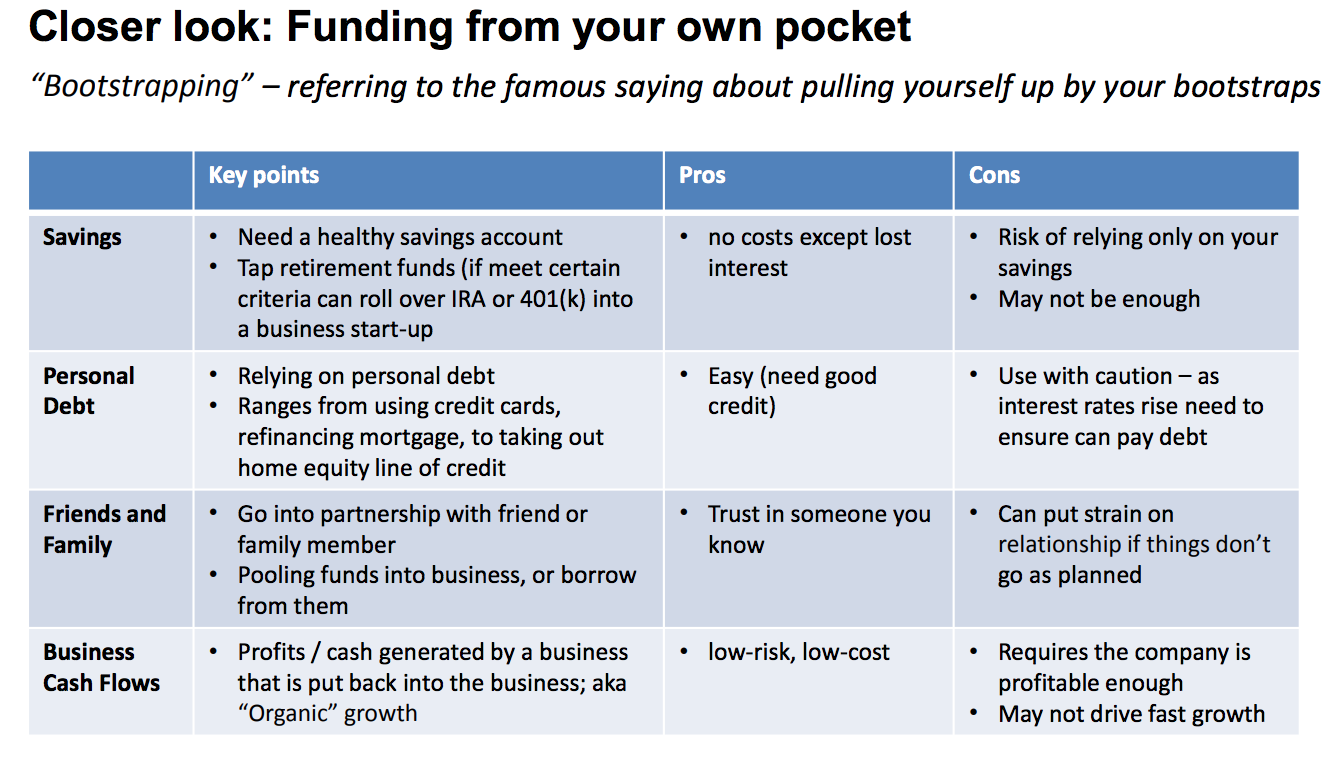 Closer look: Funding from your own pocket
“Bootstrapping” – referring to the famous saying about pulling yourself up by your bootstraps
Key points
Pros
Cons
Savings
• Need a healthy savings account
• Tap retirement funds (if meet certain
criteria can roll over IRA or 401(k) into
a business start-up
• no costs except lost
interest
• Risk of relying only on your
savings
• May not be enough
Personal
Debt
• Relying on personal debt
• Ranges from using credit cards,
refinancing mortgage, to taking out
home equity line of credit
• Easy (need good
credit)
• Use with caution – as
interest rates rise need to
ensure can pay debt
Friends and
Family
• Go into partnership with friend or
family member
• Pooling funds into business, or borrow
from them
• Trust in someone you
know
• Can put strain on
relationship if things don’t
go as planned
Business
Cash Flows
• Profits / cash generated by a business
that is put back into the business; aka
“Organic” growth
• low-risk, low-cost
• Requires the company is
profitable enough
• May not drive fast growth